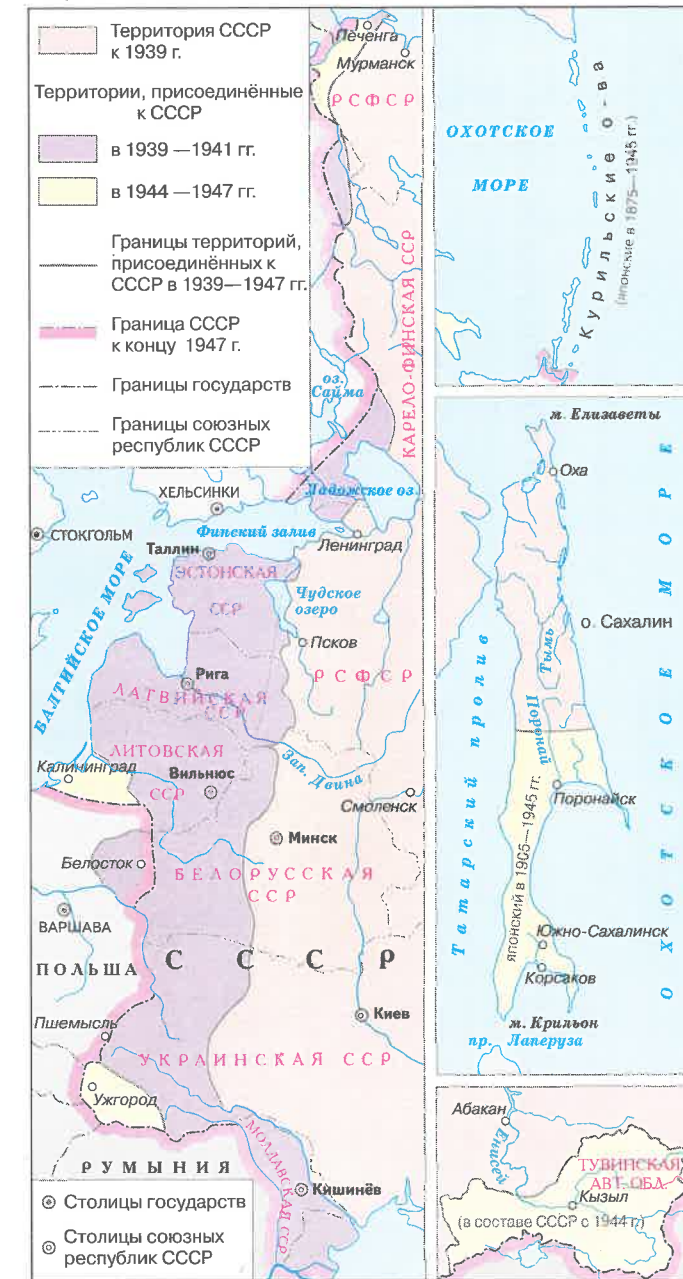 Территория СССР
к 1939 г.
Территории, присоединённые
к СССР
в 1939 —1941 гг.
в 1944 —1947 гг.
Границы территорий,
присоединённых к
СССР в 1939—1947 гг.
Граница СССР
к концу 1947 г.
Границы государств
Границы союзных
республик СССР
Печенга
Мурманск
РСФСР
КАРЕЛО-ФИНСКАЯ ССР
оз.
Сайма
Ладожское оз.
ХЕЛЬСИНКИ
СТОКГОЛЬМ
Финский залив
Ленинград
Таллин
ЭСТОНСКАЯ
ССР
Чудское
озеро
БАЛТИЙСКОЕ МОРЕ
Псков
Рига
РСФСР
ЛАТВИЙСКАЯ
ССР
ЛИТОВСКАЯ
ССР
Зап. Двина
Калининград
Вильнюс
Смоленск
Минск
Белосток
БЕЛОРУССКАЯ
ССР
ВАРШАВА
ПОЛЬША
СССР
Киев
Пшемысль
УКРАИНСКАЯ ССР
Ужгород
МОЛДАВСКАЯ ССР
РУМЫНИЯ
Кишинёв
Столицы государств
Столицы союзных
республик СССР
ОХОТСКОЕ
МОРЕ
Курильские о-ва
(японские в 1875—1945 гг.)
м. Елизаветы
Оха
о. Сахалин
Тымь
Поронай
Татарский пролив
ОХОТСКОЕ МОРЕ
Поронайск
японский в 1905—1945 гг.
Южно-Сахалинск
Корсаков
м. Крильон
пр. Лаперуза
Абакан
Енисей
ТУВИНСКАЯ
АВТ. ОБЛ.
Кызыл
(в составе СССР с 1944 г.)